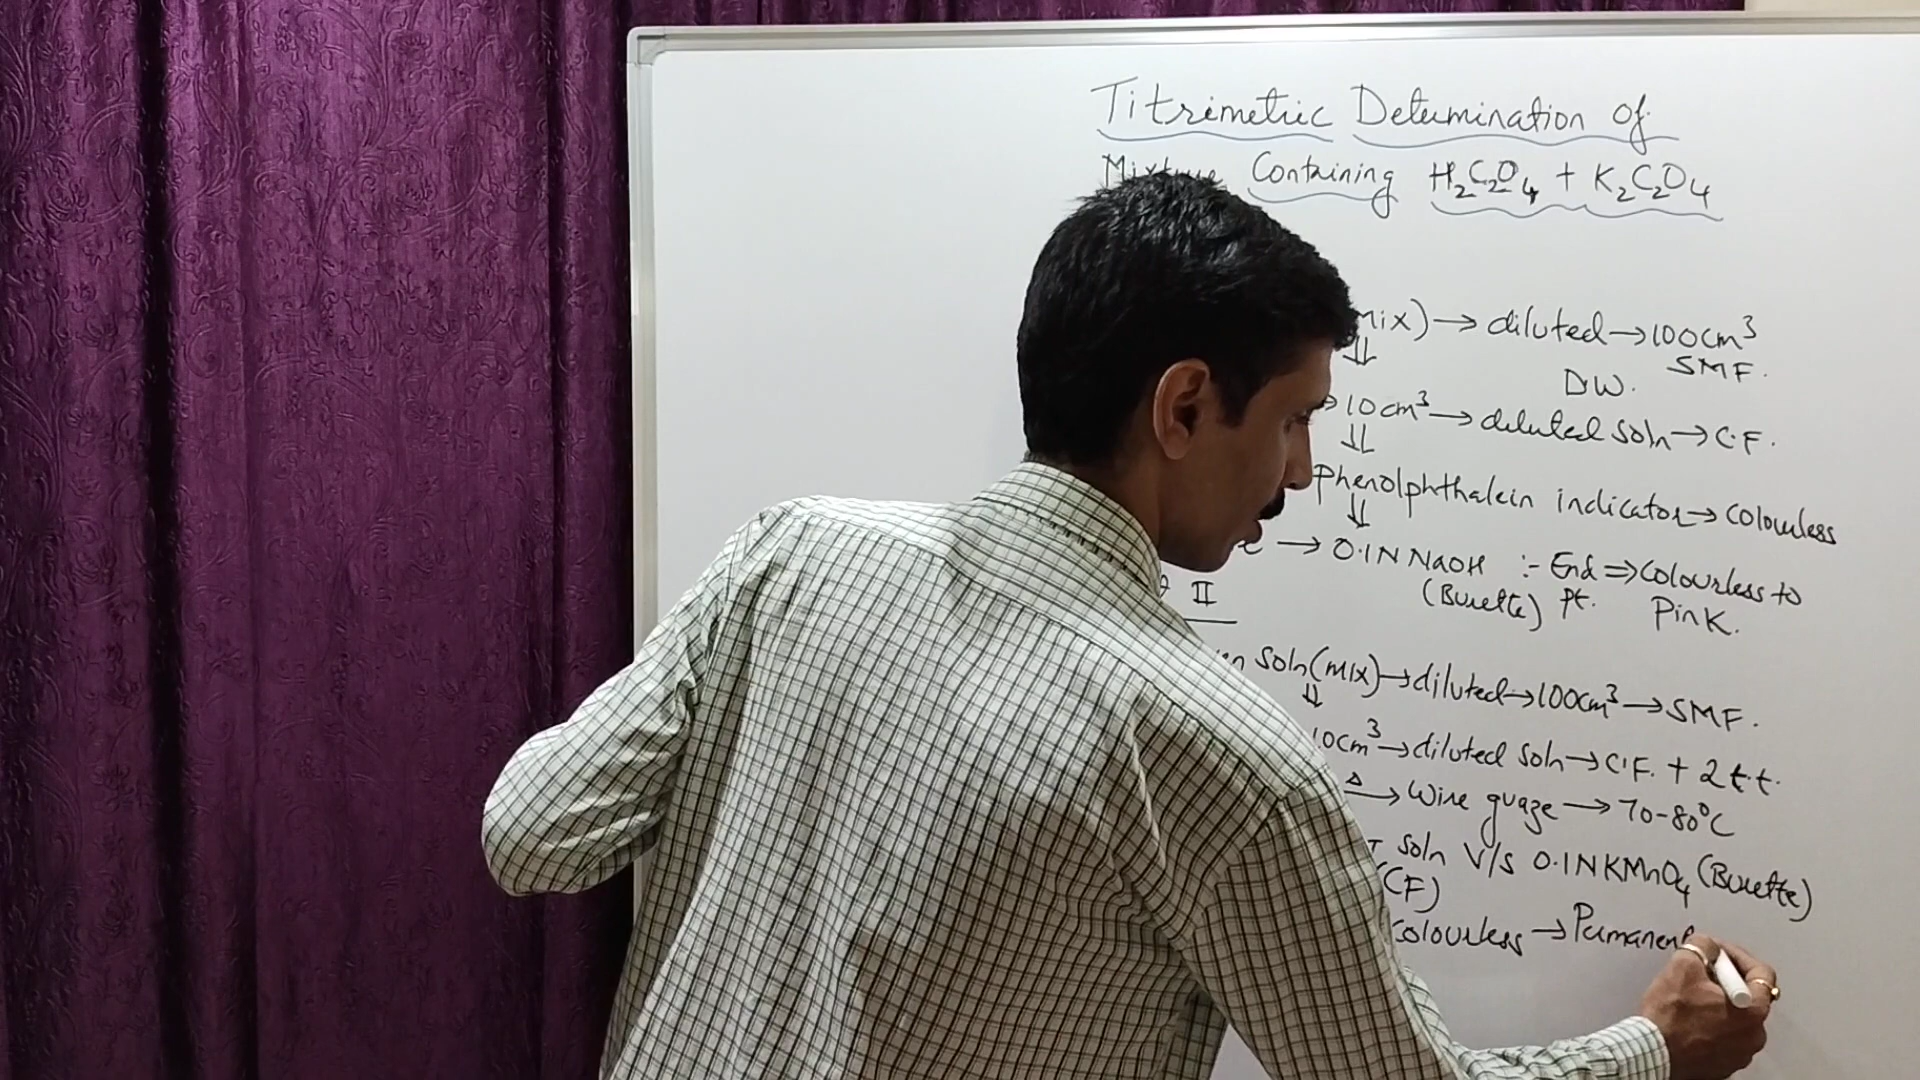 Titrimetric Determination of
Mixture Containing H₂C₂O₄ + K₂C₂O₄
mix) → diluted → 100cm³
⇓ SMF.
D.W.
10cm³ → diluted soln → C.F.
⇓
Phenolphthalein indicator → Colourless
⇓
→ 0.1N NaOH :- End ⇒ Colourless to
(Burette) pt. Pink.
II
soln (mix) → diluted → 100cm³ → SMF.
⇓
10cm³ → diluted soln → C.F. + 2 t.t.
Δ → Wire guaze → 70-80°C
soln V/S 0.1N KMnO₄ (Burette)
(CF)
Colourless → Permanent